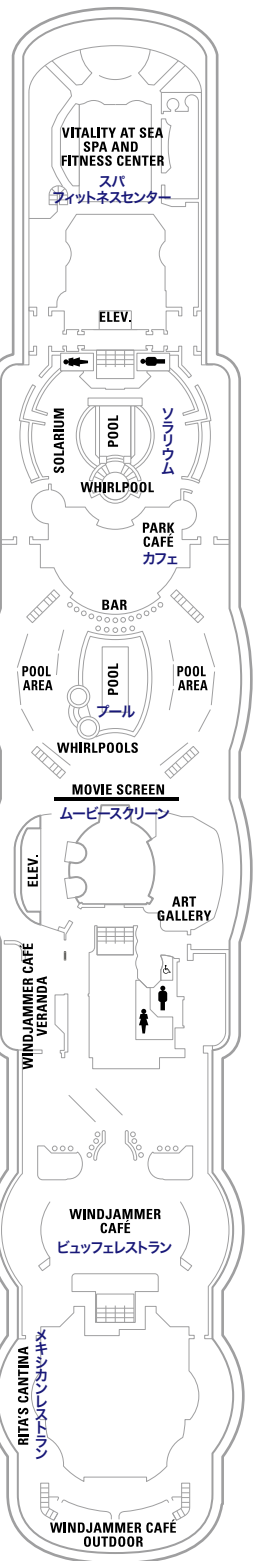 VITALITY AT SEA
SPA AND
FITNESS CENTER
スパ
フィットネスセンター
ELEV.
SOLARIUM
POOL
ソラリウム
WHIRLPOOL
PARK
CAFÉ
カフェ
BAR
POOL
AREA
POOL
プール
POOL
AREA
WHIRLPOOLS
MOVIE SCREEN
ムービースクリーン
ELEV.
ART
GALLERY
WINDJAMMER CAFÉ
VERANDA
WINDJAMMER
CAFÉ
ビュッフェレストラン
RITA'S CANTINA
メキシカンレストラン
WINDJAMMER CAFÉ
OUTDOOR